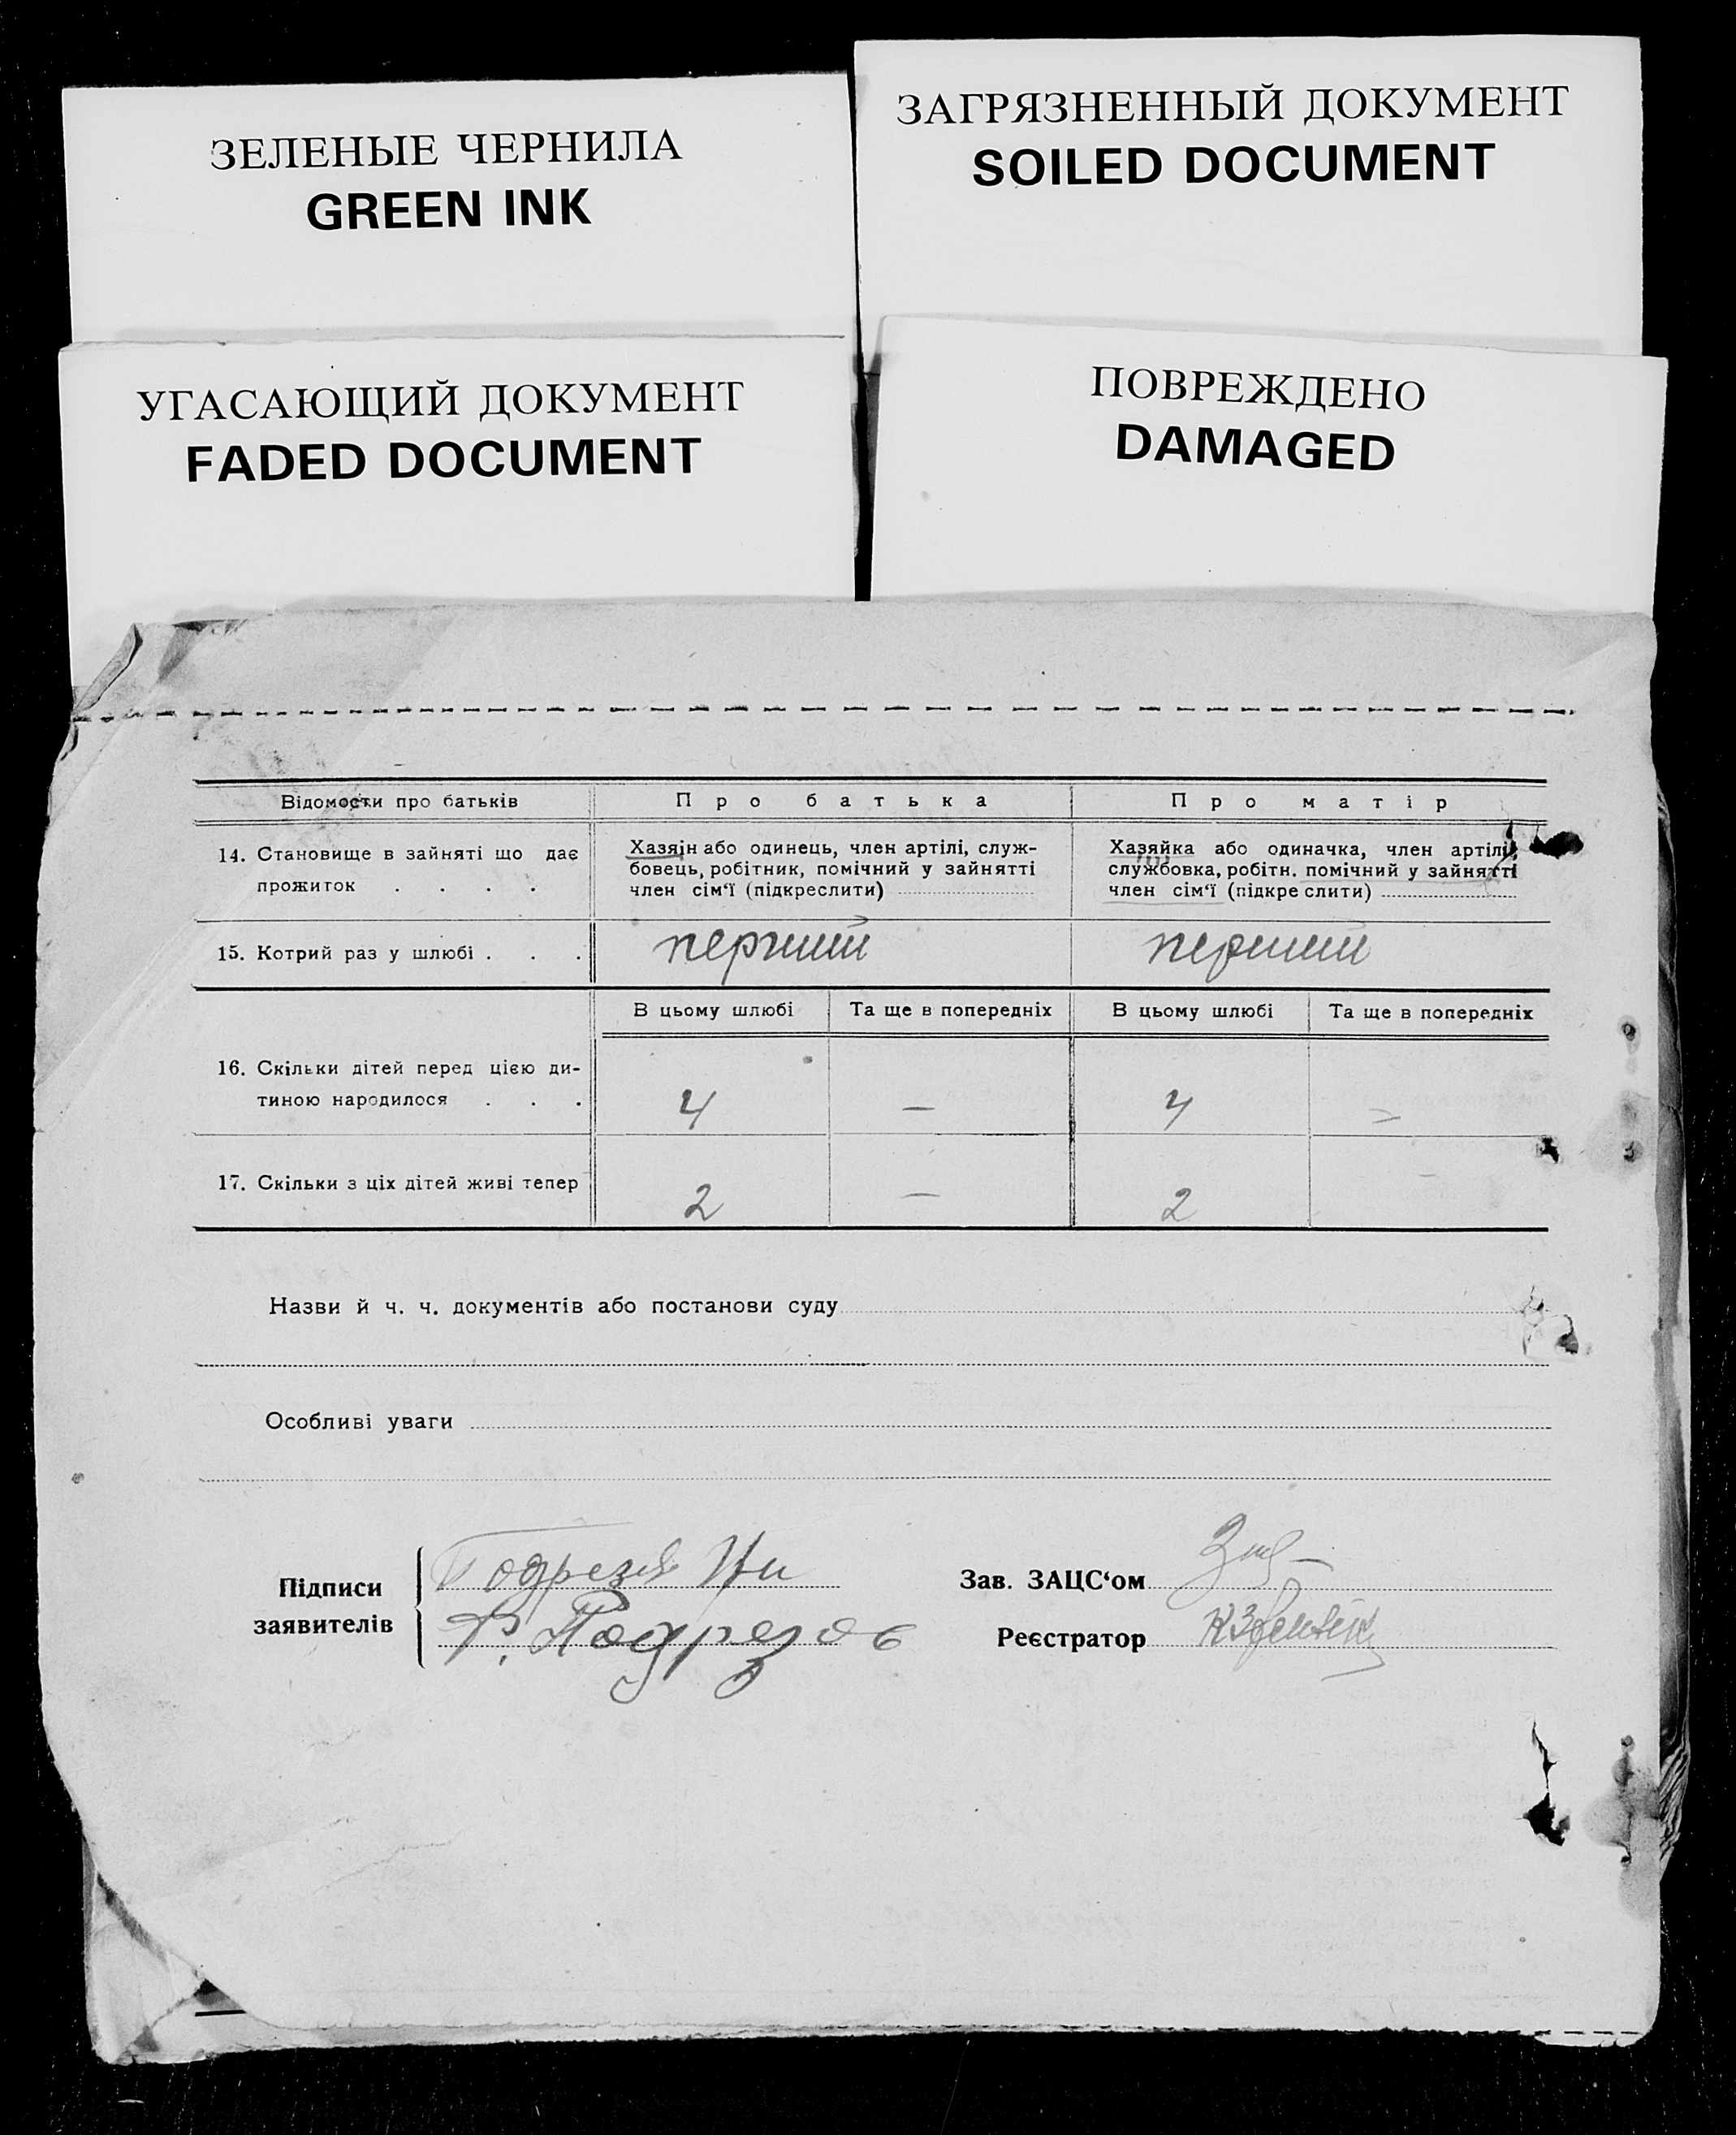 ЗЕЛЕНЫЕ ЧЕРНИЛА
GREEN INK
ЗАГРЯЗНЕННЫЙ ДОКУМЕНТ
SOILED DOCUMENT
УГАСАЮЩИЙ ДОКУМЕНТ
FADED DOCUMENT
ПОВРЕЖДЕНО
DAMAGED
Відомости про батьків
Про батька
Про матір
14. Становище в зайняті що дає
прожиток . . . .
Хазяїн або одинець, член артілі, служ-
бовець, робітник, помічний у зайнятті
член сім‘ї (підкреслити)
Хазяйка або одиначка, член артілі,
службовка, робітн. помічний у зайнятті
член сім‘ї (підкре слити)
15. Котрий раз у шлюбі . . .
перший
перший
В цьому шлюбі
Та ще в попередніх
В цьому шлюбі
Та ще в попередніх
16. Скільки дітей перед цією ди-
тиною народилося . . .
4
—
4
—
17. Скільки з ціх дітей живі тепер
2
—
2
—
Назви й ч. ч. документів або постанови суду
Особливі уваги
Підписи
заявителів
Р. Подрезов
Зав. ЗАЦС‘ом
Реєстратор